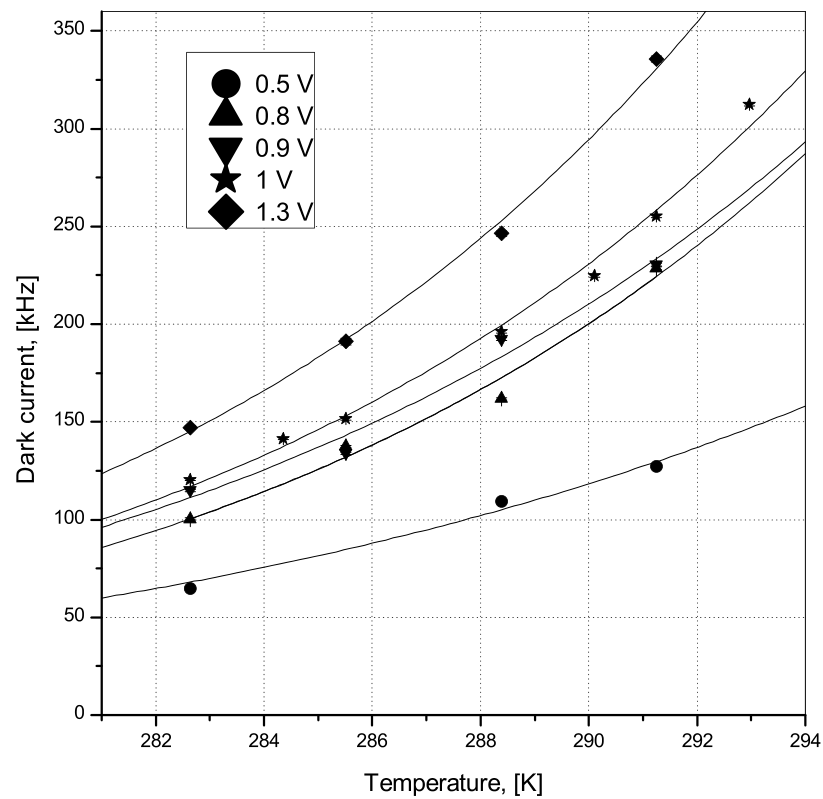 350
300
250
200
150
100
50
0
Dark current, [kHz]
0.5 V
0.8 V
0.9 V
1 V
1.3 V
282 284 286 288 290 292 294
Temperature, [K]